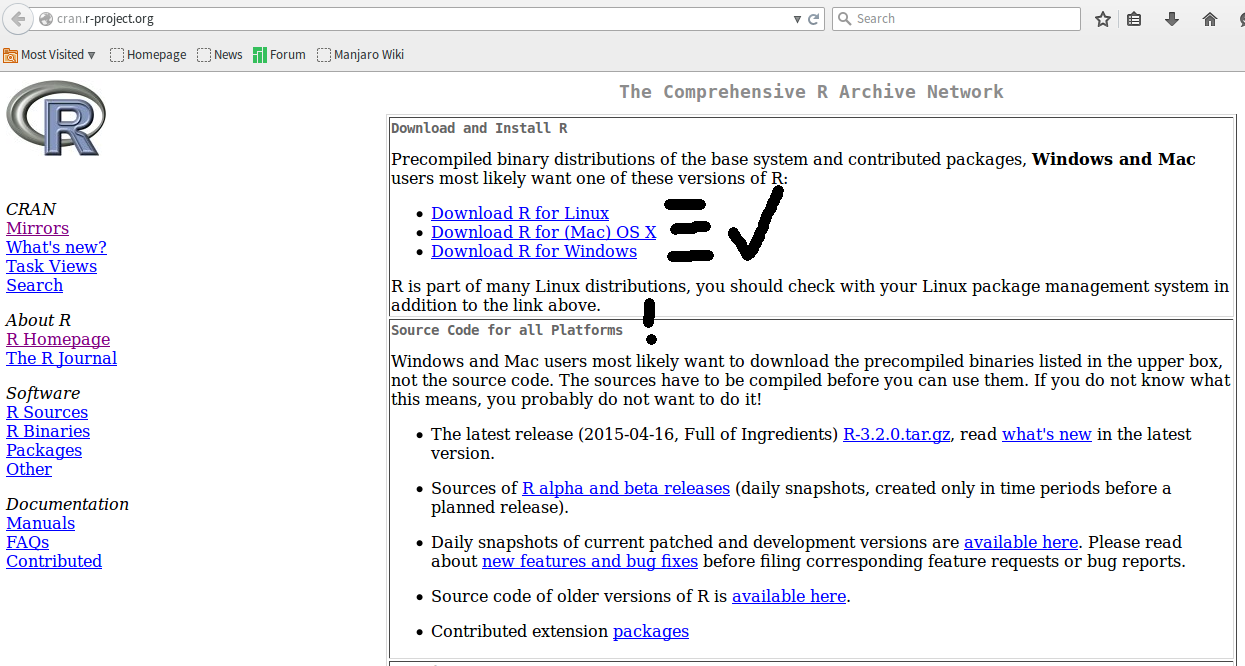 cran.r-project.org
Search
Most Visited
Homepage
News
Forum
Manjaro Wiki
R
CRAN
Mirrors
What's new?
Task Views
Search
About R
R Homepage
The R Journal
Software
R Sources
R Binaries
Packages
Other
Documentation
Manuals
FAQs
Contributed
The Comprehensive R Archive Network
Download and Install R
Precompiled binary distributions of the base system and contributed packages, Windows and Mac
users most likely want one of these versions of R:
• Download R for Linux
• Download R for (Mac) OS X
• Download R for Windows
R is part of many Linux distributions, you should check with your Linux package management system in
addition to the link above.
!
Source Code for all Platforms
Windows and Mac users most likely want to download the precompiled binaries listed in the upper box,
not the source code. The sources have to be compiled before you can use them. If you do not know what
this means, you probably do not want to do it!
• The latest release (2015-04-16, Full of Ingredients) R-3.2.0.tar.gz, read what's new in the latest
version.
• Sources of R alpha and beta releases (daily snapshots, created only in time periods before a
planned release).
• Daily snapshots of current patched and development versions are available here. Please read
about new features and bug fixes before filing corresponding feature requests or bug reports.
• Source code of older versions of R is available here.
• Contributed extension packages